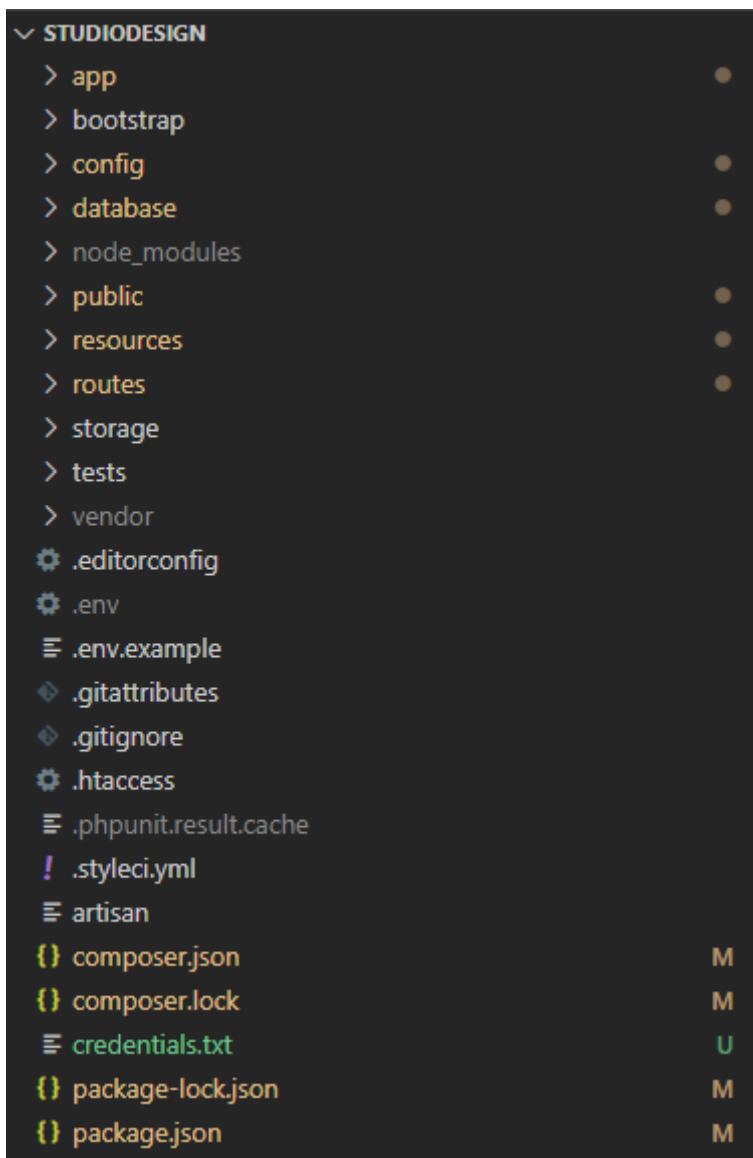 STUDIODESIGN
app
bootstrap
config
database
node_modules
public
resources
routes
storage
tests
vendor
.editorconfig
.env
.env.example
.gitattributes
.gitignore
.htaccess
.phpunit.result.cache
! .styleci.yml
artisan
{} composer.json M
{} composer.lock M
credentials.txt U
{} package-lock.json M
{} package.json M